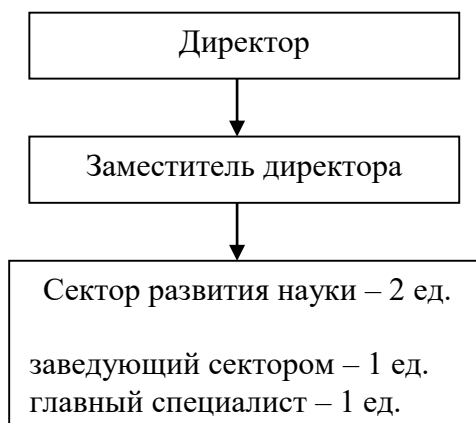 Директор
Заместитель директора
Сектор развития науки – 2 ед.
заведующий сектором – 1 ед.
главный специалист – 1 ед.